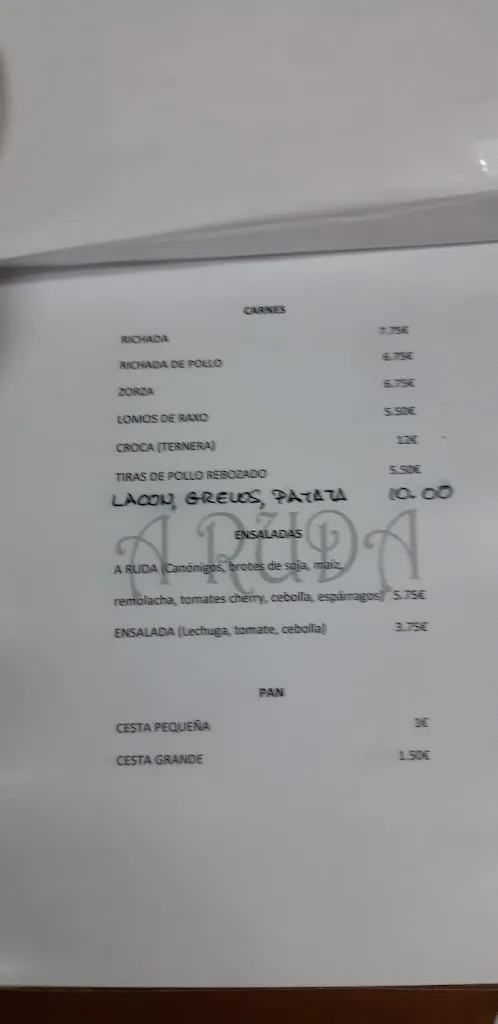 CARNES
RICHADA 7.75€
RICHADA DE POLLO 6.75€
ZORZA 6.75€
LOMOS DE RAXO 5.50€
CROCA (TERNERA) 12€
TIRAS DE POLLO REBOZADO 5.50€
LACON, GRELOS, PATATA 10.00
A RUDA
ENSALADAS
A RUDA (Canónigos, brotes de soja, maíz,
remolacha, tomates cherry, cebolla, espárragos) 5.75€
ENSALADA (Lechuga, tomate, cebolla) 3.75€
PAN
CESTA PEQUEÑA 1€
CESTA GRANDE 1.50€